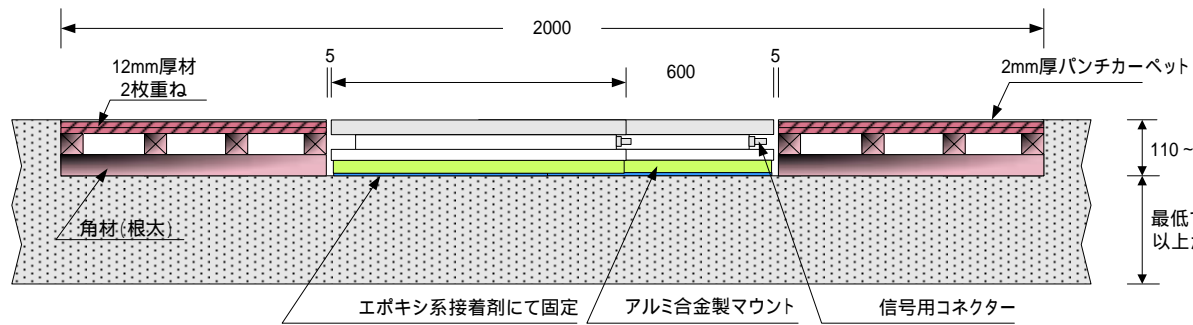 2000
5
5
12mm厚材
2枚重ね
600
2mm厚パンチカーペット
110~
角材(根太)
最低
以上
エポキシ系接着剤にて固定
アルミ合金製マウント
信号用コネクター